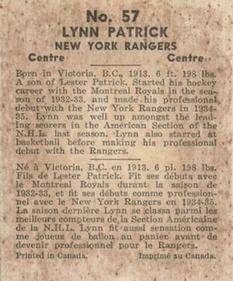 No. 57
LYNN PATRICK
NEW YORK RANGERS
Centre Centre
Born in Victoria, B.C., 1913. 6 ft. 198 lbs.
A son of Lester Patrick. Started his hockey
career with the Montreal Royals in the sea-
son of 1932-33, and made his professional
debut with the New York Rangers in 1934-
35. Lynn was well up amongst the lead-
ing scorers in the American Section of the
N.H.L. last season. Lynn also starred at
basketball before making his professional
debut with the Rangers.
Né à Victoria, B.C. en 1913. 6 pl. 198 lbs.
Fils de Lester Patrick. Fit ses débuts avec
le Montreal Royals durant la saison de
1932-33, et fit ses débuts comme profession-
nel avec le New York Rangers en 1934-35.
La saison dernière Lynn se classa parmi les
meilleurs compteurs de la Section Américaine
de la N.H.L. Lynn fit aussi sensation com-
me joueur de ballon au panier avant de
devenir professionnel pour le Rangers.
Printed in Canada. Imprimé au Canada.